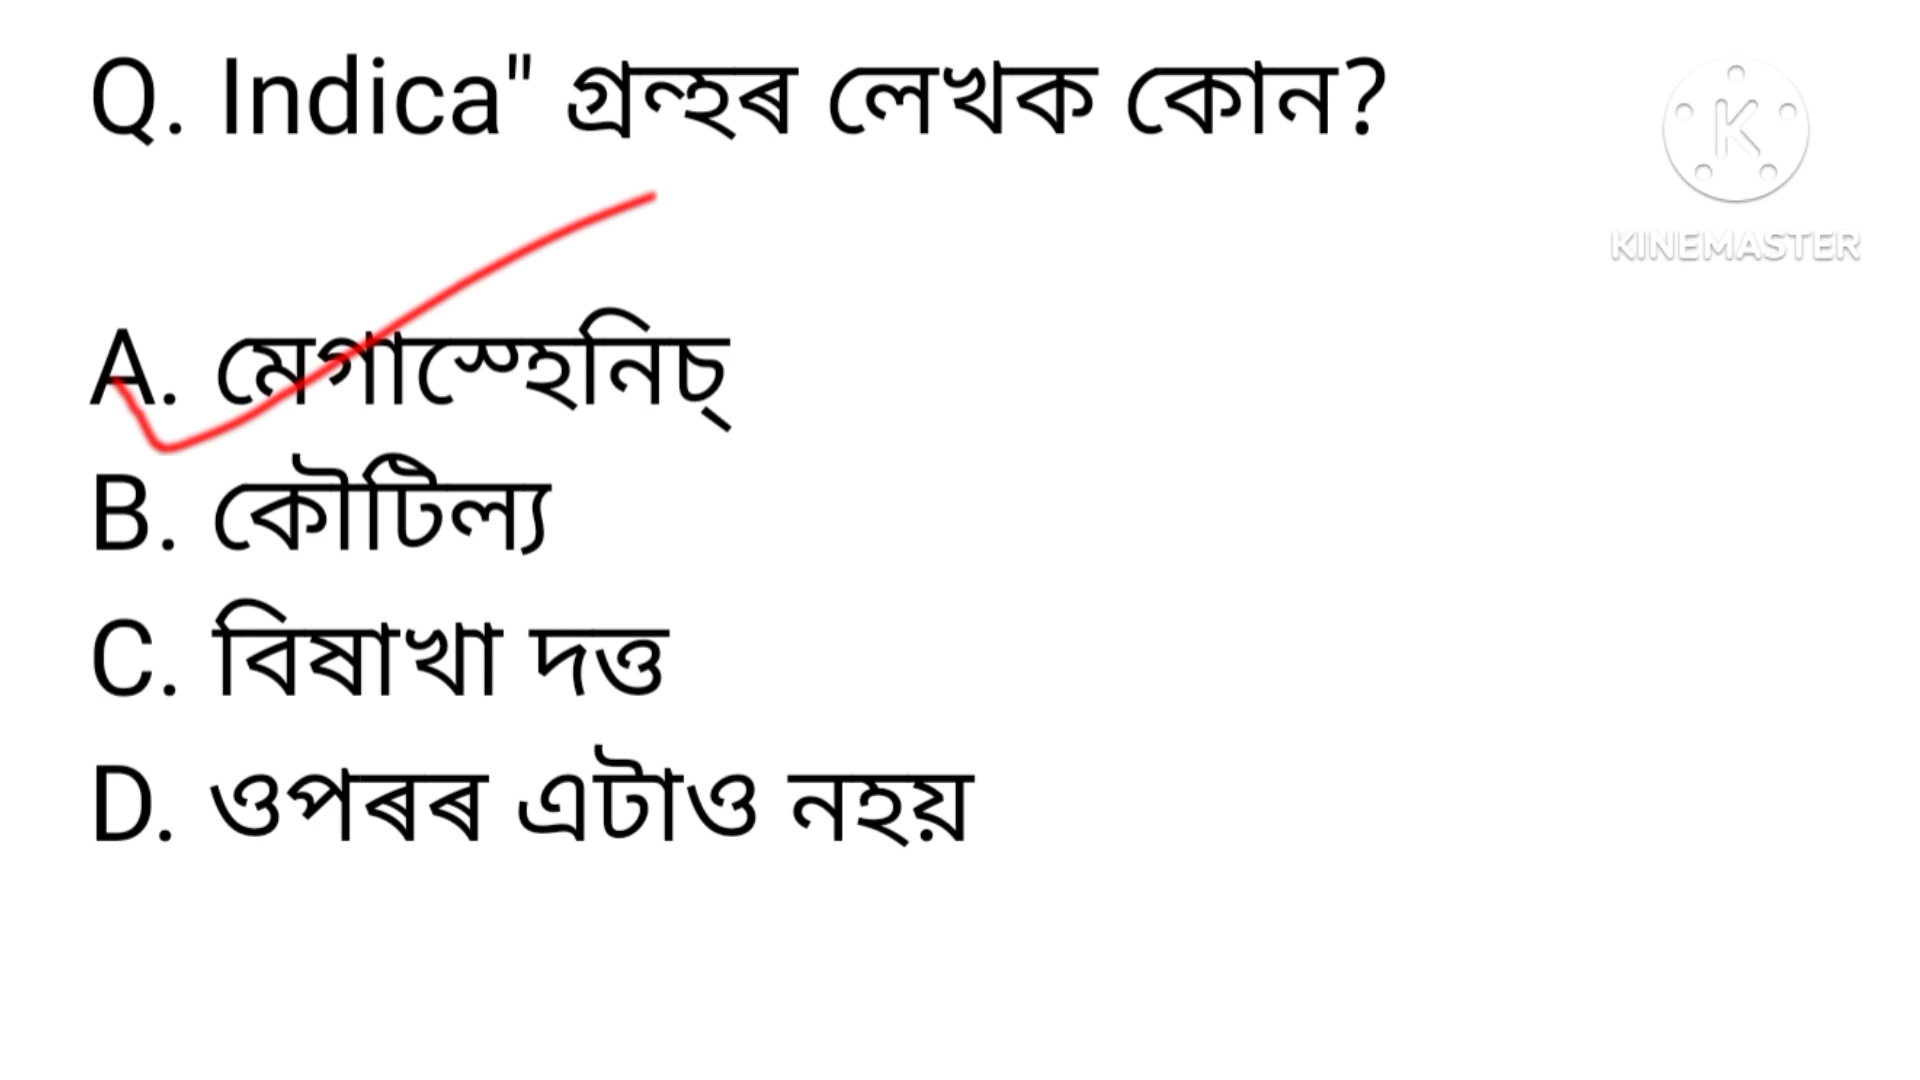 Q. Indica" গ্ৰন্হৰ লেখক কোন?
K
KINEMASTER
A. মেগাস্হেনিচ্
B. কৌটিল্য
C. বিষাখা দত্ত
D. ওপৰৰ এটাও নহয়